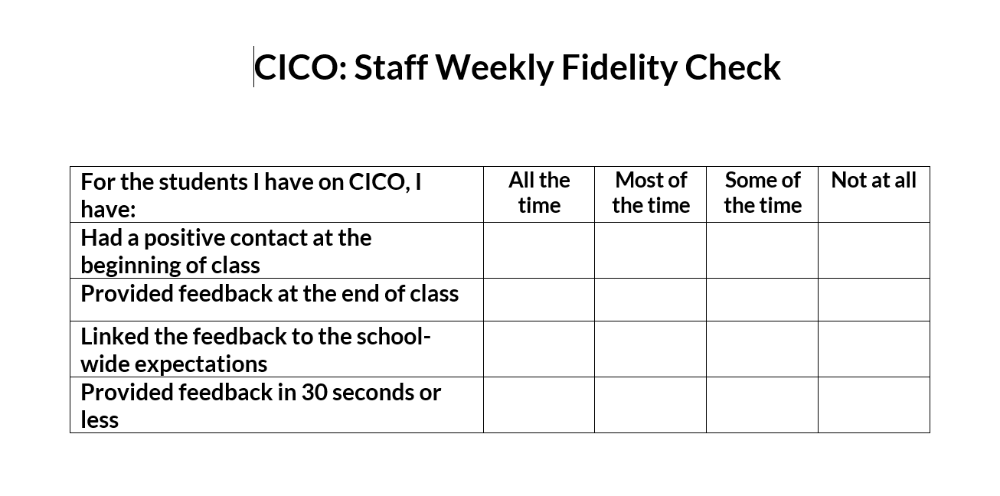 CICO: Staff Weekly Fidelity Check
For the students I have on CICO, I
have:
All the
time
Most of
the time
Some of
the time
Not at all
Had a positive contact at the
beginning of class
Provided feedback at the end of class
Linked the feedback to the school-
wide expectations
Provided feedback in 30 seconds or
less